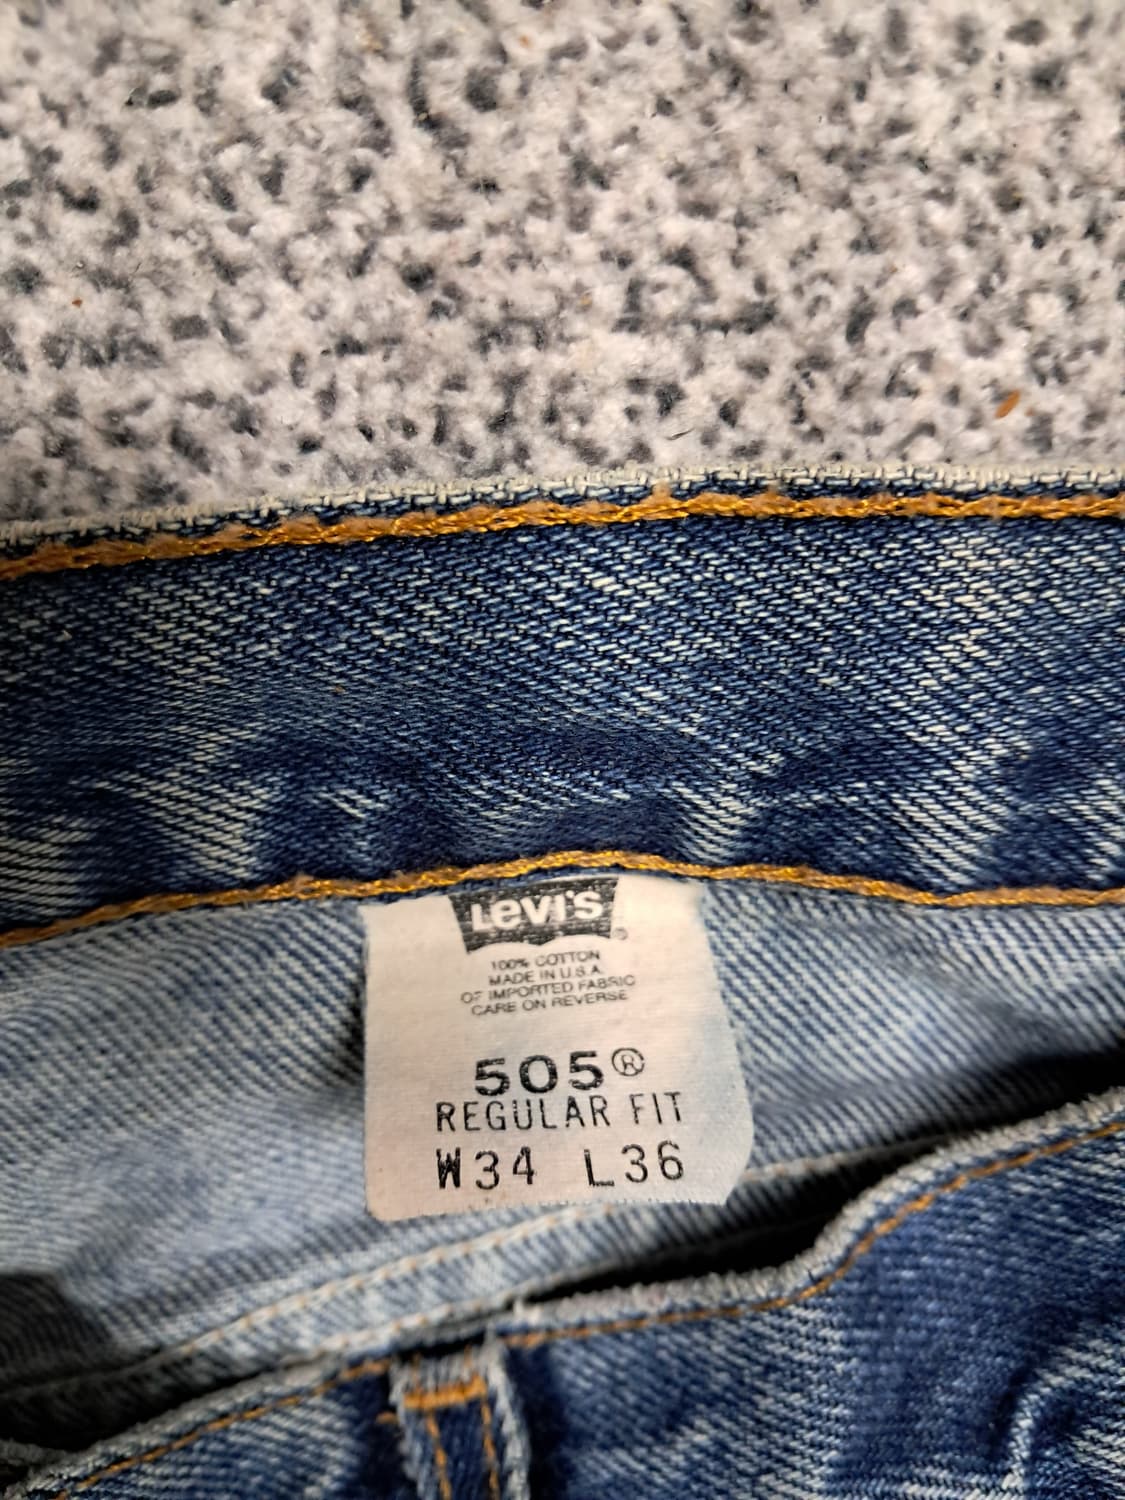 LEVI'S®
100% COTTON
MADE IN U.S.A.
OF IMPORTED FABRIC
CARE ON REVERSE
505®
REGULAR FIT
W34 L36